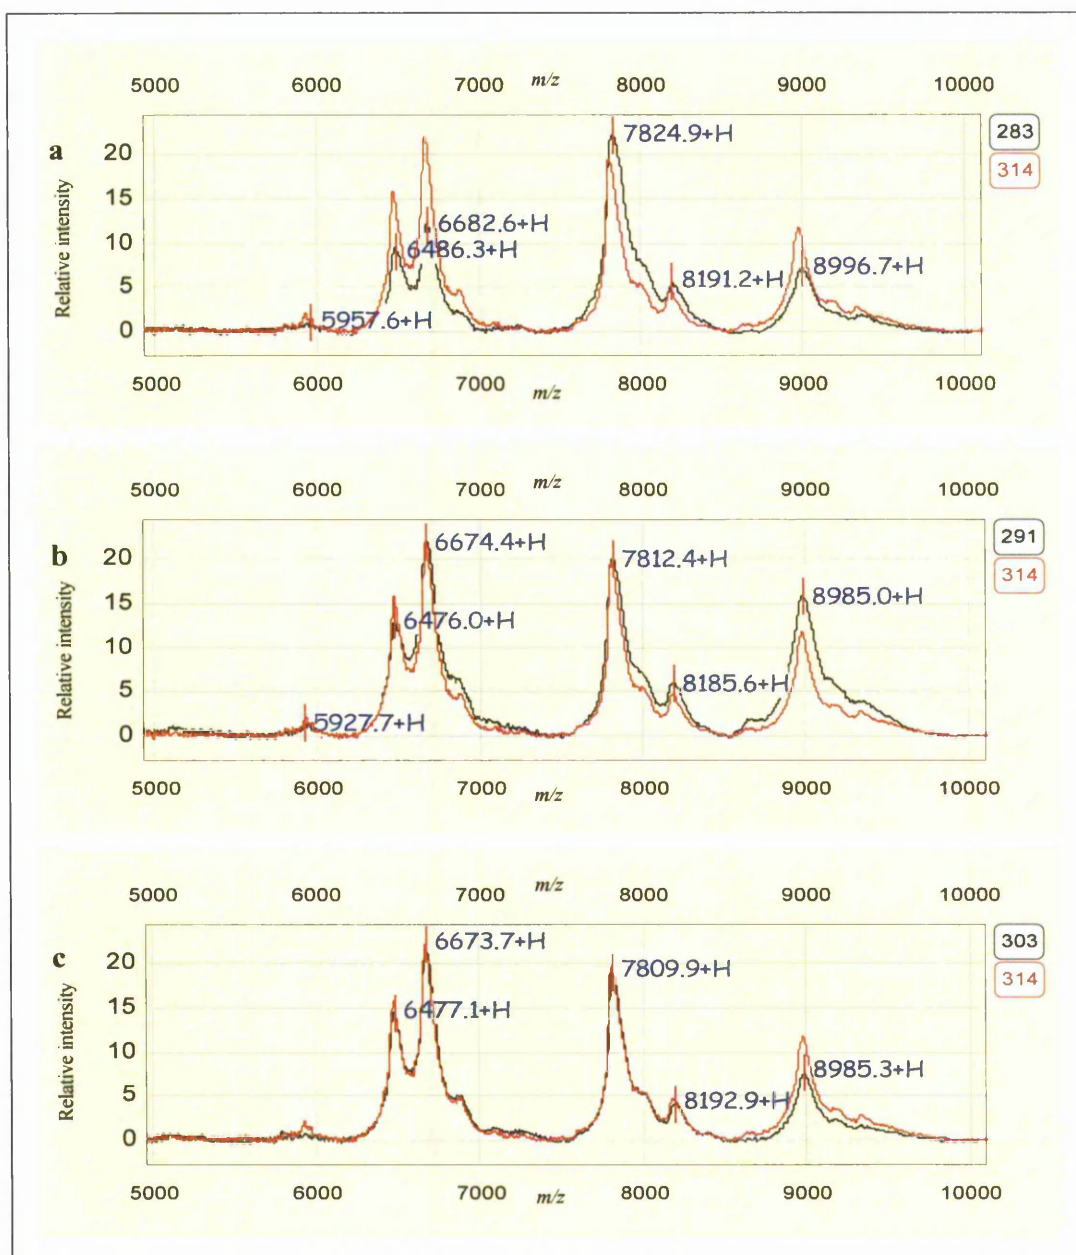 5000 6000 7000 m/z 8000 9000 10000
a
Relative intensity
20
15
10
5
0
7824.9+H
6682.6+H
6486.3+H
8191.2+H
8996.7+H
5957.6+H
283
314
5000 6000 7000 m/z 8000 9000 10000
5000 6000 7000 m/z 8000 9000 10000
b
Relative intensity
20
15
10
5
0
6674.4+H
7812.4+H
6476.0+H
8985.0+H
8185.6+H
5927.7+H
291
314
5000 6000 7000 m/z 8000 9000 10000
5000 6000 7000 m/z 8000 9000 10000
c
Relative intensity
20
15
10
5
0
6673.7+H
7809.9+H
6477.1+H
8985.3+H
8192.9+H
303
314
5000 6000 7000 m/z 8000 9000 10000